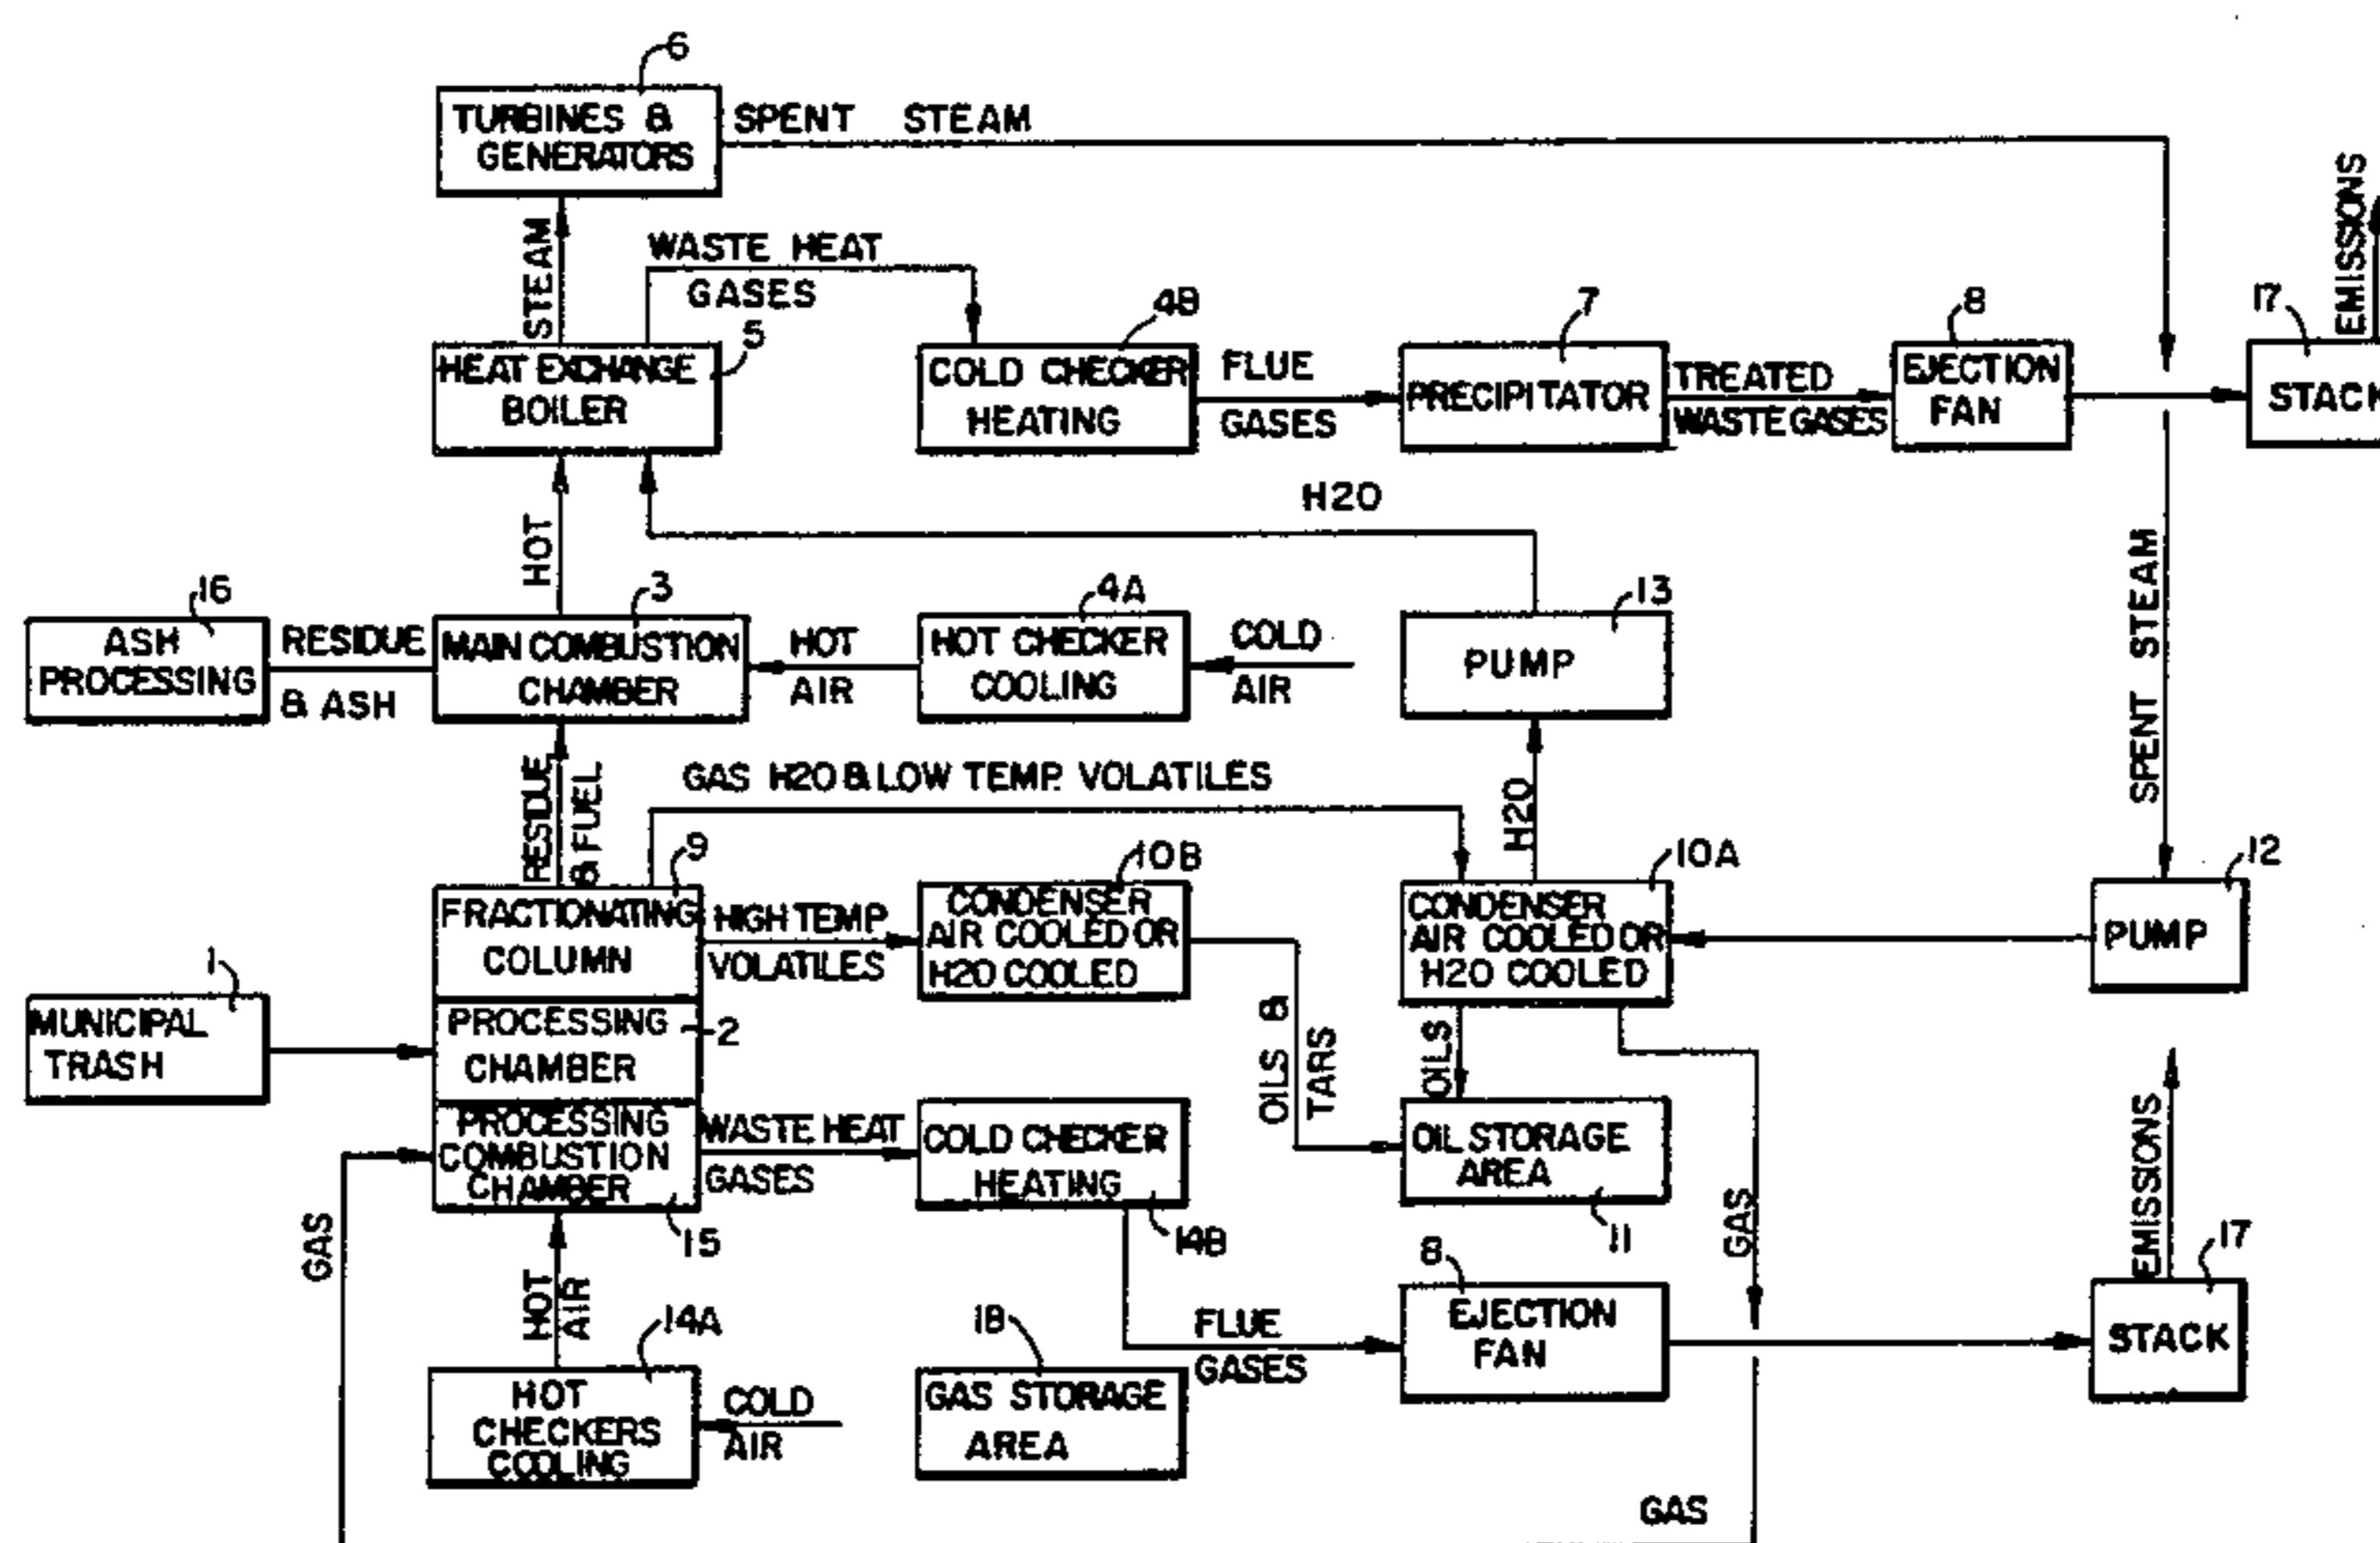 6
TURBINES &
GENERATORS
SPENT STEAM
EMISSIONS
STEAM
WASTE HEAT
GASES
5
HEAT EXCHANGE
BOILER
4B
COLD CHECKER
HEATING
FLUE
GASES
7
PRECIPITATOR
TREATED
WASTE GASES
8
EJECTION
FAN
17
STACK
HOT
H2O
SPENT STEAM
16
ASH
PROCESSING
RESIDUE
& ASH
3
MAIN COMBUSTION
CHAMBER
HOT
AIR
4A
HOT CHECKER
COOLING
COLD
AIR
13
PUMP
RESIDUE
& FUEL
GAS H2O & LOW TEMP. VOLATILES
H2O
9
FRACTIONATING
COLUMN
HIGH TEMP
VOLATILES
10B
CONDENSER
AIR COOLED OR
H2O COOLED
10A
CONDENSER
AIR COOLED OR
H2O COOLED
12
PUMP
1
MUNICIPAL
TRASH
PROCESSING
CHAMBER
2
OILS &
TARS
OILS
PROCESSING
COMBUSTION
CHAMBER
15
WASTE HEAT
GASES
COLD CHECKER
HEATING
14B
OIL STORAGE
AREA
11
GAS
EMISSIONS
GAS
HOT
AIR
14A
HOT
CHECKERS
COOLING
COLD
AIR
18
GAS STORAGE
AREA
FLUE
GASES
8
EJECTION
FAN
17
STACK
GAS